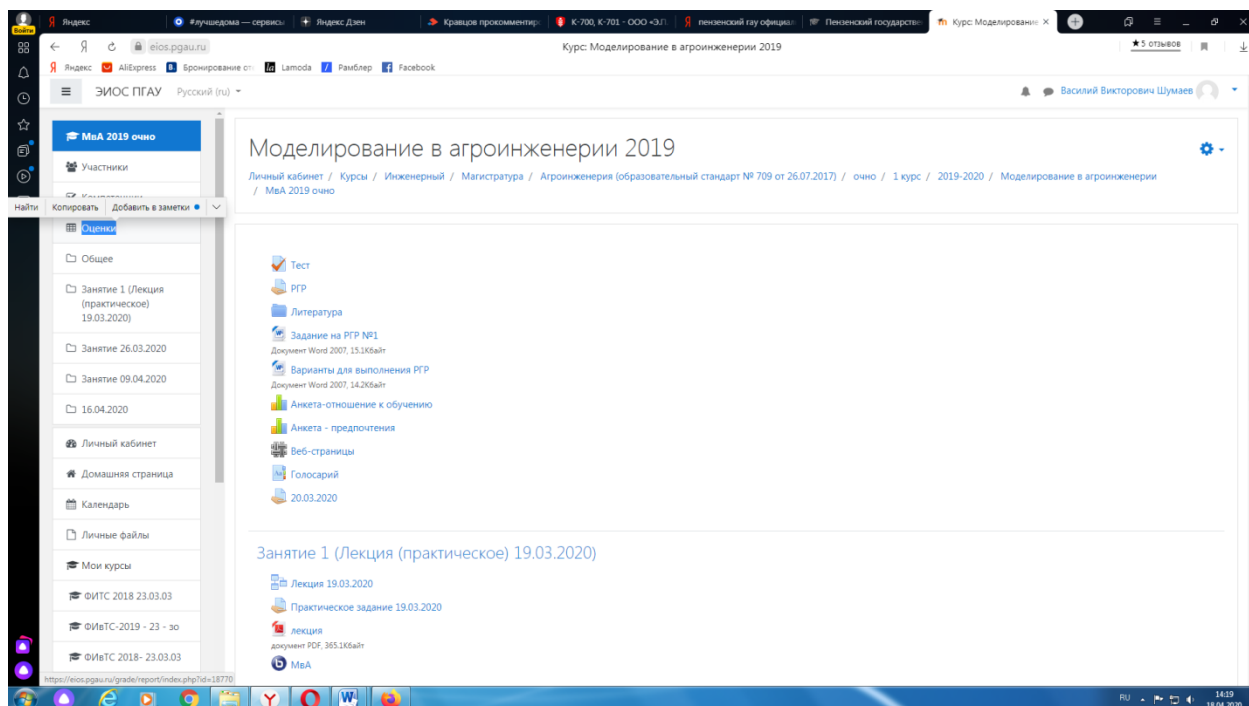 Яндекс
#лучшедома — сервисы
Яндекс Дзен
Кравцов прокомментиро
К-700, К-701 - ООО «ЭЛ
пензенский гау официал
Пензенский государстве
Курс: Моделирование
Войти
eios.pgau.ru
Курс: Моделирование в агроинженерии 2019
★5 отзывов
Яндекс
AliExpress
Бронирование от
Lamoda
Рамблер
Facebook
ЭИОС ПГАУ
Русский (ru)
Василий Викторович Шумаев
МвА 2019 очно
Участники
Найти
Копировать
Добавить в заметки
Оценки
Общее
Занятие 1 (Лекция
(практическое)
19.03.2020)
Занятие 26.03.2020
Занятие 09.04.2020
16.04.2020
Личный кабинет
Домашняя страница
Календарь
Личные файлы
Мои курсы
ФИТС 2018 23.03.03
ФИвТС-2019 - 23 - зо
ФИвТС 2018- 23.03.03
Моделирование в агроинженерии 2019
Личный кабинет / Курсы / Инженерный / Магистратура / Агроинженерия (образовательный стандарт № 709 от 26.07.2017) / очно / 1 курс / 2019-2020 / Моделирование в агроинженерии
/ МвА 2019 очно
Тест
РГР
Литература
Задание на РГР №1
Документ Word 2007, 15.1Кбайт
Варианты для выполнения РГР
Документ Word 2007, 14.2Кбайт
Анкета-отношение к обучению
Анкета - предпочтения
Веб-страницы
Голосарий
20.03.2020
Занятие 1 (Лекция (практическое) 19.03.2020)
Лекция 19.03.2020
Практическое задание 19.03.2020
лекция
документ PDF, 365.1Кбайт
МвА
https://eios.pgau.ru/grade/report/index.php?id=18770
RU
14:19
18.04.2020